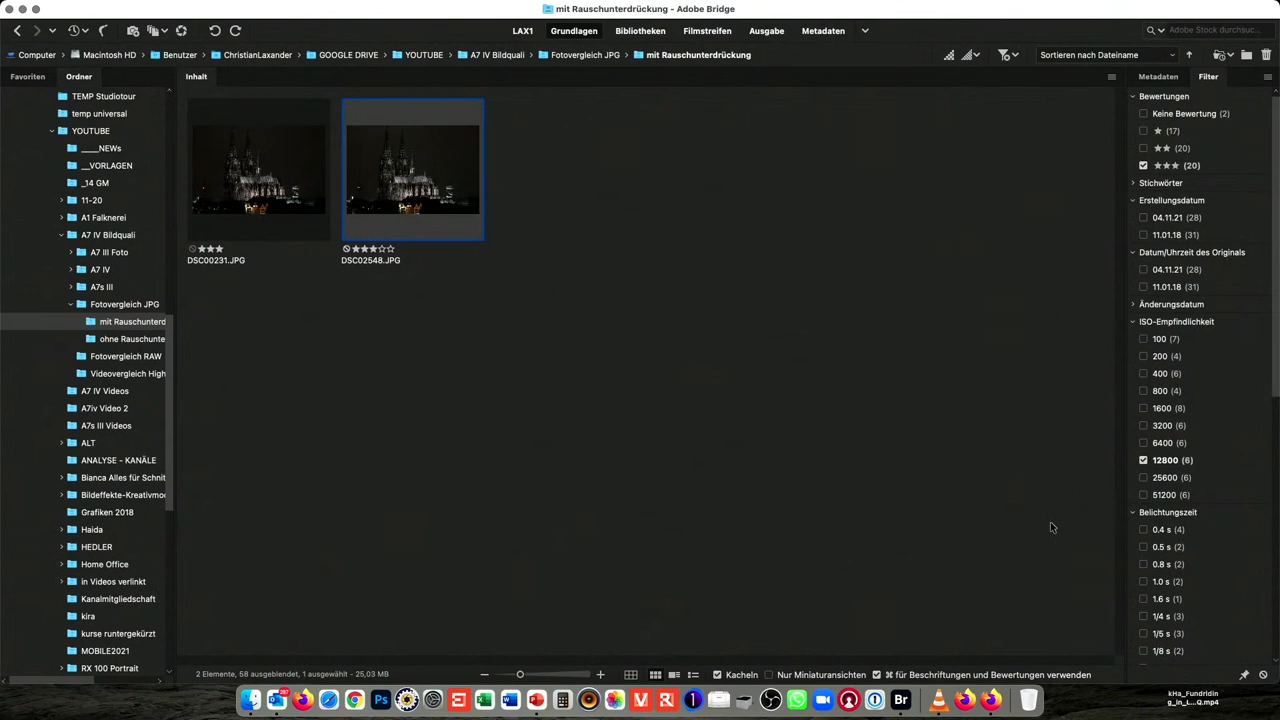 mit Rauschunterdrückung - Adobe Bridge
LAX1
Grundlagen
Bibliotheken
Filmstreifen
Ausgabe
Metadaten
Adobe Stock durchsuc...
Computer
Macintosh HD
Benutzer
ChristianLaxander
GOOGLE DRIVE
YOUTUBE
A7 IV Bildquali
Fotovergleich JPG
mit Rauschunterdrückung
Sortieren nach Dateiname
Favoriten
Ordner
Inhalt
Metadaten
Filter
TEMP Studiotour
temp universal
YOUTUBE
____NEWs
__VORLAGEN
_14 GM
11-20
A1 Falknerei
A7 IV Bildquali
A7 III Foto
A7 IV
A7s III
Fotovergleich JPG
mit Rauschunterd
ohne Rauschunte
Fotovergleich RAW
Videovergleich High
A7 IV Videos
A7iv Video 2
A7s III Videos
ALT
ANALYSE - KANÄLE
Bianca Alles für Schnit
Bildeffekte-Kreativmod
Grafiken 2018
Haida
HEDLER
Home Office
in Videos verlinkt
Kanalmitgliedschaft
kira
kurse runtergekürzt
MOBILE2021
RX 100 Portrait
DSC00231.JPG
DSC02548.JPG
Bewertungen
Keine Bewertung (2)
★ (17)
★★ (20)
★★★ (20)
Stichwörter
Erstellungsdatum
04.11.21 (28)
11.01.18 (31)
Datum/Uhrzeit des Originals
04.11.21 (28)
11.01.18 (31)
Änderungsdatum
ISO-Empfindlichkeit
100 (7)
200 (4)
400 (6)
800 (4)
1600 (8)
3200 (6)
6400 (6)
12800 (6)
25600 (6)
51200 (6)
Belichtungszeit
0.4 s (4)
0.5 s (2)
0.8 s (2)
1.0 s (2)
1.6 s (1)
1/4 s (3)
1/5 s (3)
1/8 s (2)
2 Elemente, 58 ausgeblendet, 1 ausgewählt - 25,03 MB
Kacheln
Nur Miniaturansichten
⌘ für Beschriftungen und Bewertungen verwenden
Ps
Br
kHa_Fundridin
g_in_L...Q.mp4